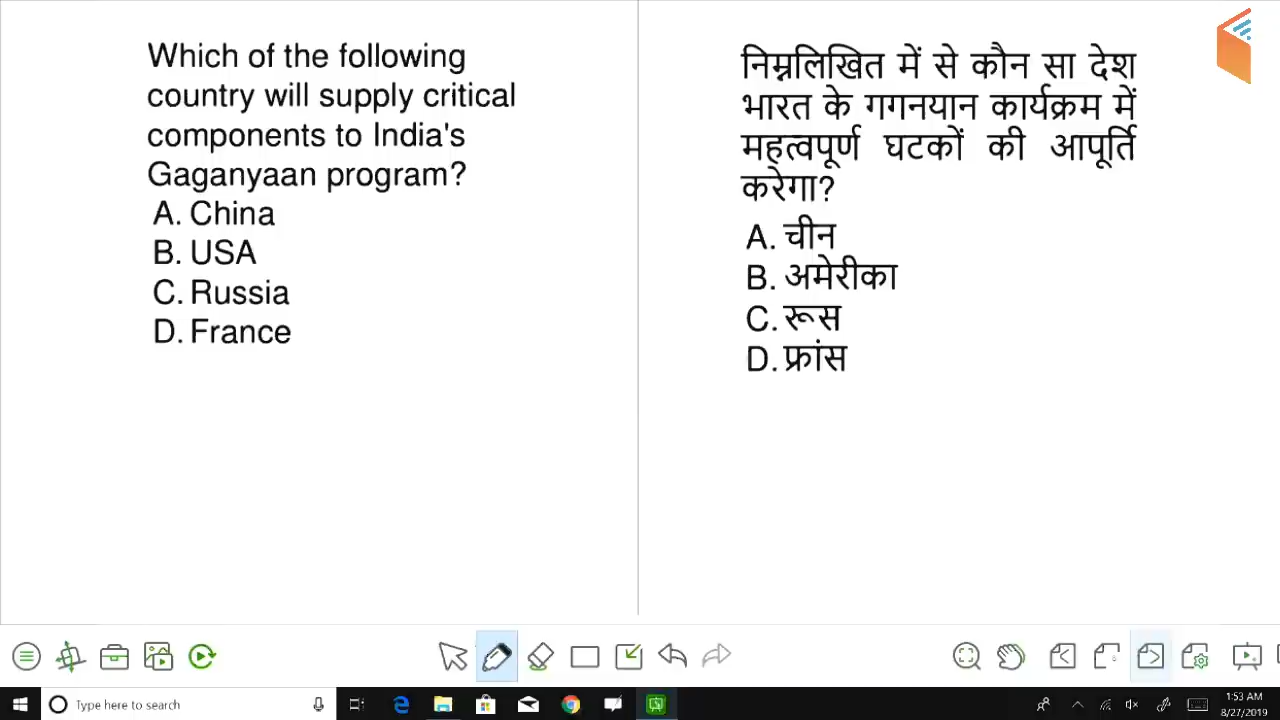 Which of the following
country will supply critical
components to India's
Gaganyaan program?
A. China
B. USA
C. Russia
D. France
निम्नलिखित में से कौन सा देश
भारत के गगनयान कार्यक्रम में
महत्वपूर्ण घटकों की आपूर्ति
करेगा?
A. चीन
B. अमेरीका
C. रूस
D. फ्रांस
Type here to search
1:53 AM
8/27/2019